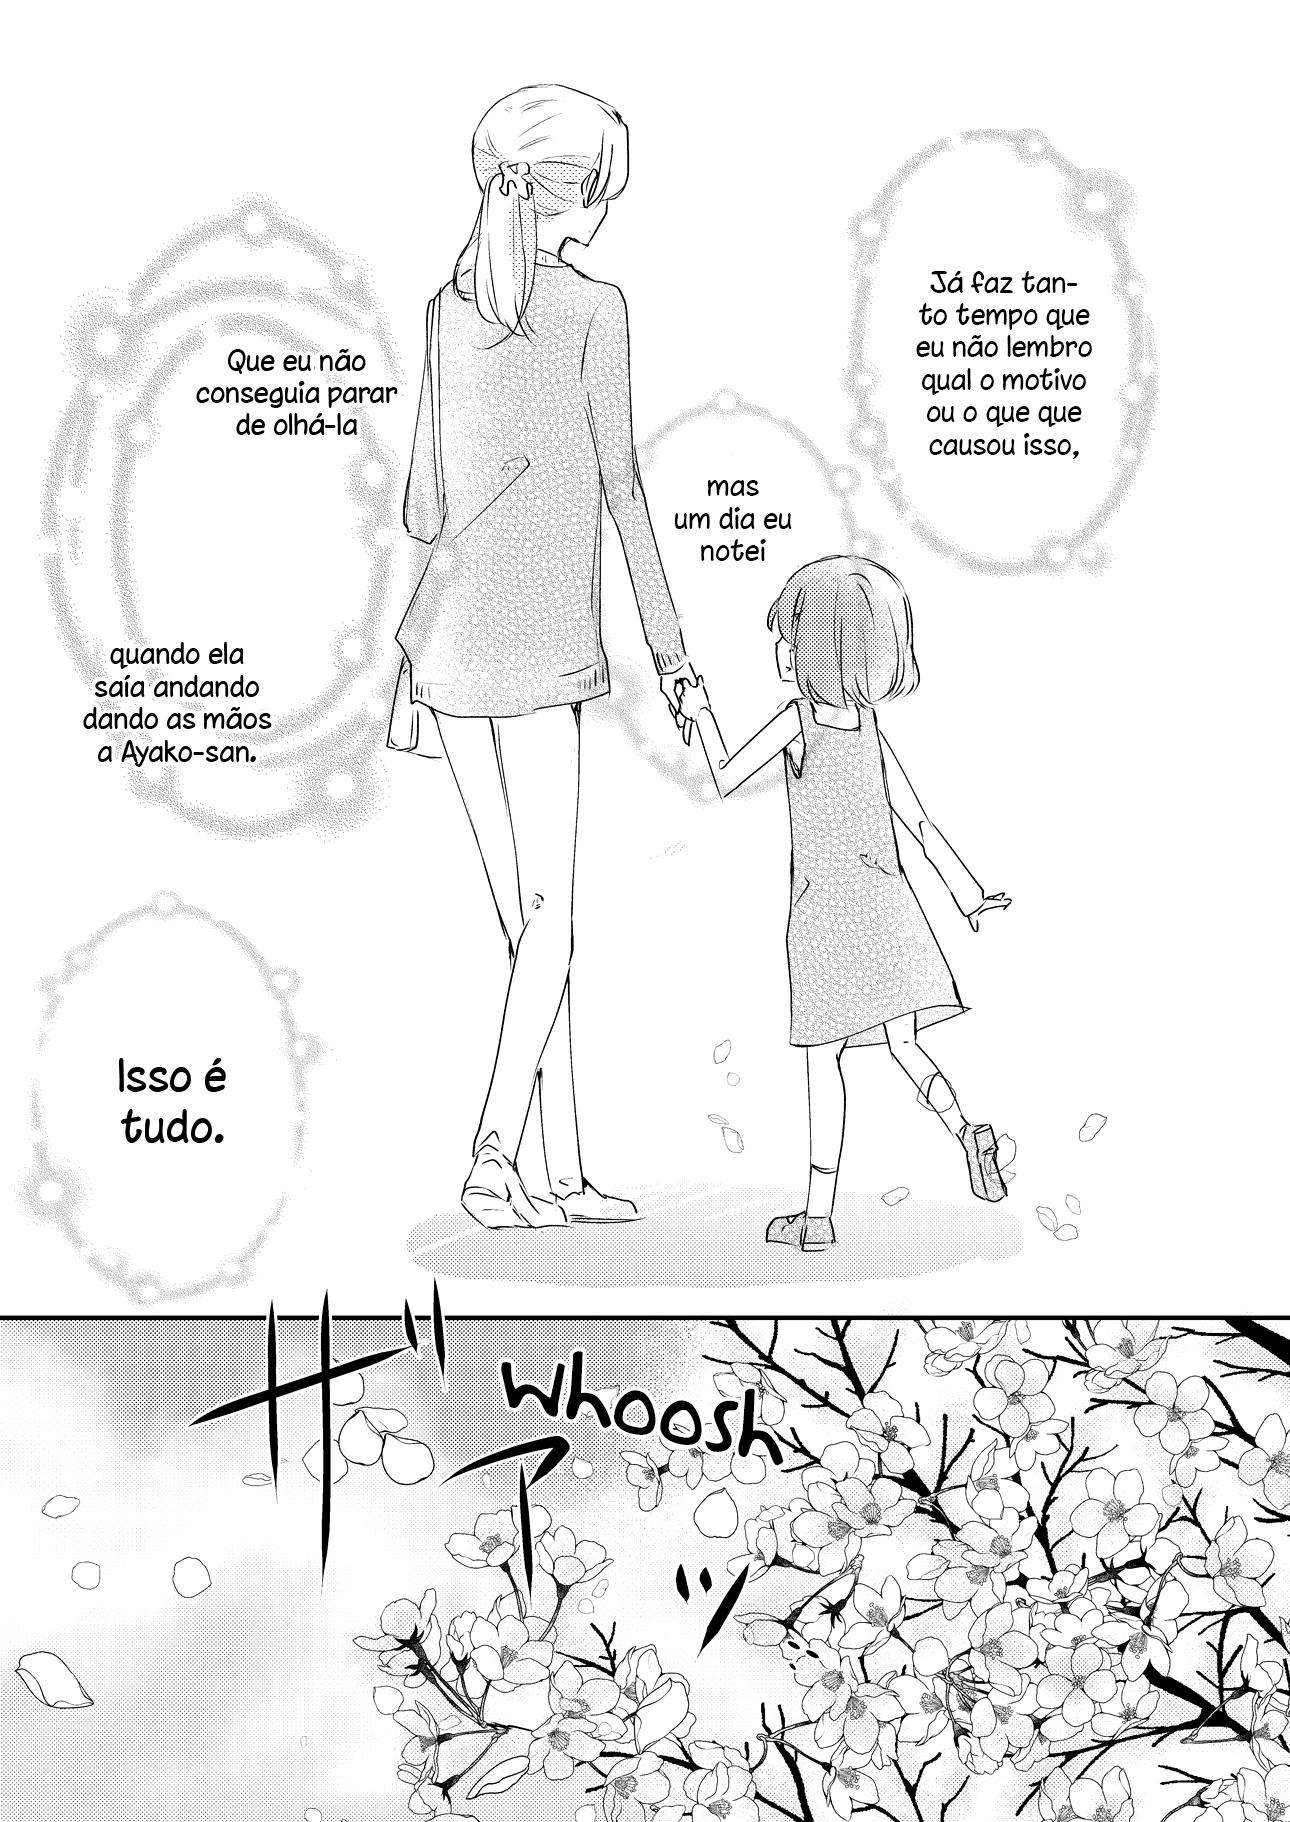 Já faz tan-
to tempo que
eu não lembro
qual o motivo
ou o que que
causou isso,
mas
um dia eu
notei
Que eu não
conseguia parar
de olhá-la
quando ela
saía andando
dando as mãos
a Ayako-san.
Isso é
tudo.
ザアッ
Whoosh